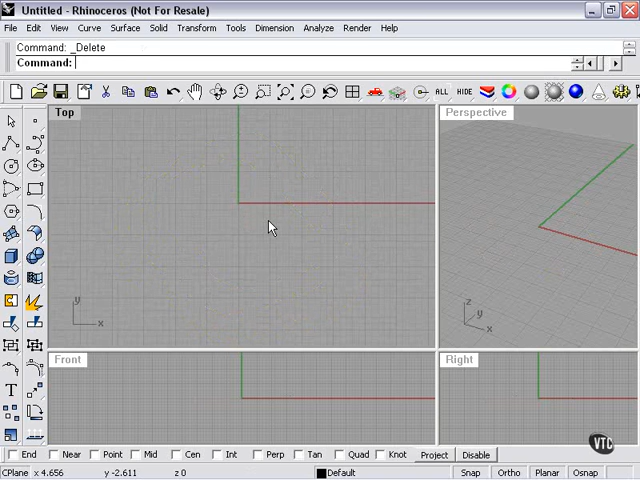 Untitled - Rhinoceros (Not For Resale)
File Edit View Curve Surface Solid Transform Tools Dimension Analyze Render Help
Command: _Delete
Command:
ALL HIDE
Top
Perspective
y
x
z
y
x
Front
Right
T
VTC
End Near Point Mid Cen Int Perp Tan Quad Knot Project Disable
CPlane x 4.656 y -2.611 z 0 Default Snap Ortho Planar Osnap